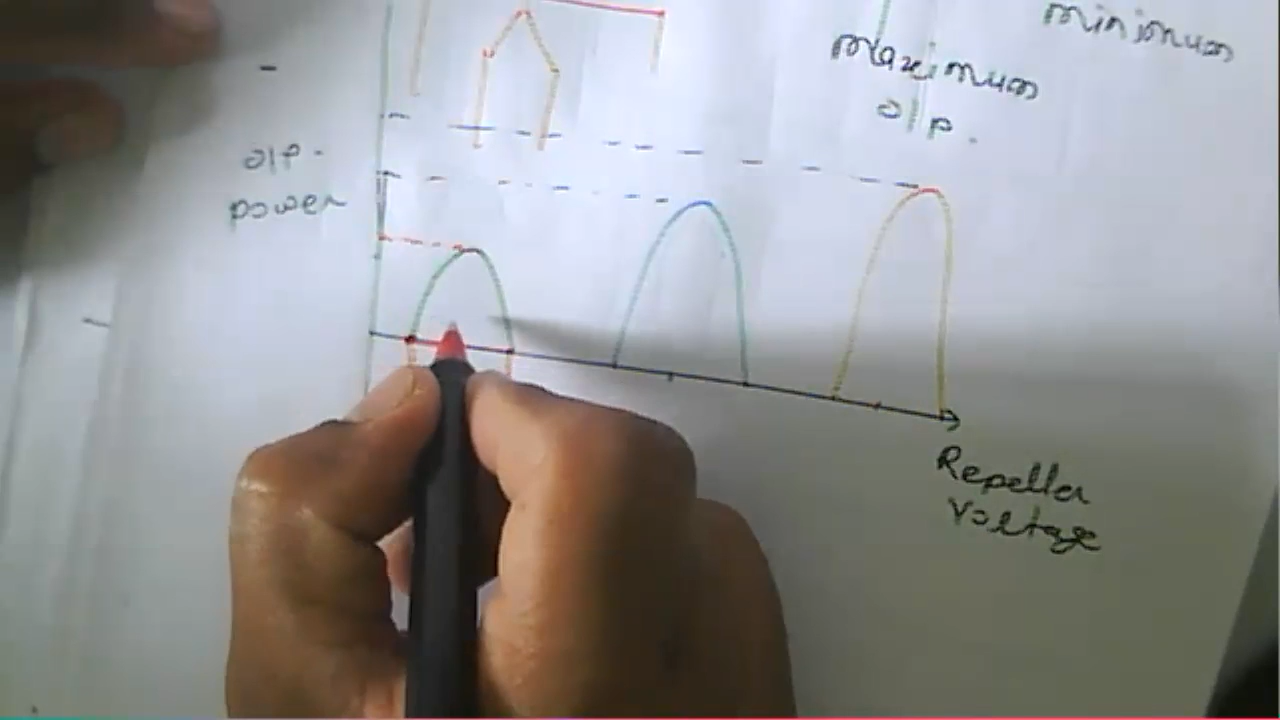 minimum
maximum
o/p.
o/p.
power
Repeller
Voltage